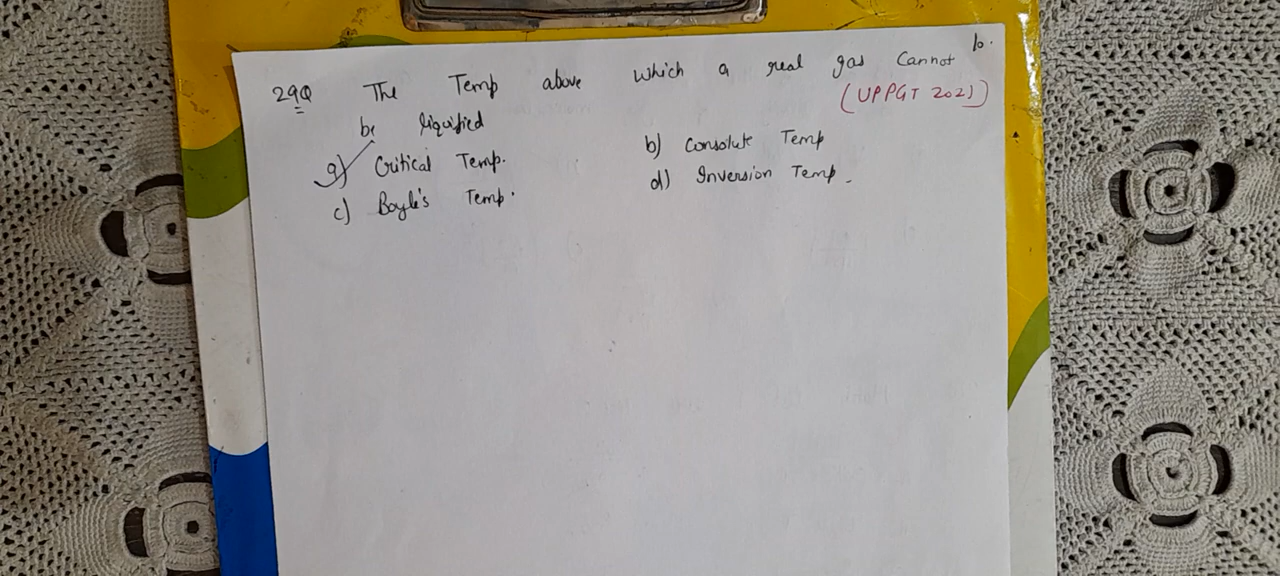 10.
29Q The Temp above which a real gas cannot
be liquified (UPPGT 2021)
a) Critical Temp. b) Consolute Temp
c) Boyle's Temp. d) Inversion Temp.